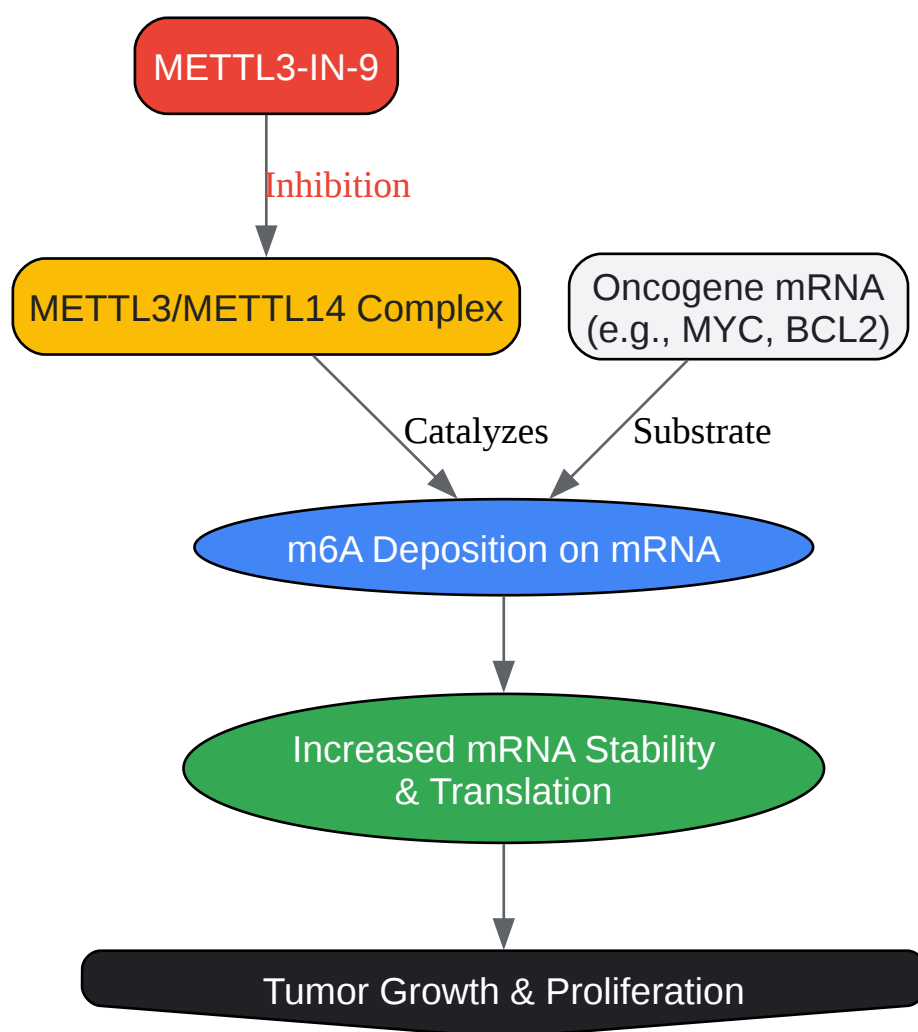 METTL3-IN-9
Inhibition
METTL3/METTL14 Complex
Oncogene mRNA
(e.g., MYC, BCL2)
Catalyzes
Substrate
m6A Deposition on mRNA
Increased mRNA Stability
& Translation
Tumor Growth & Proliferation